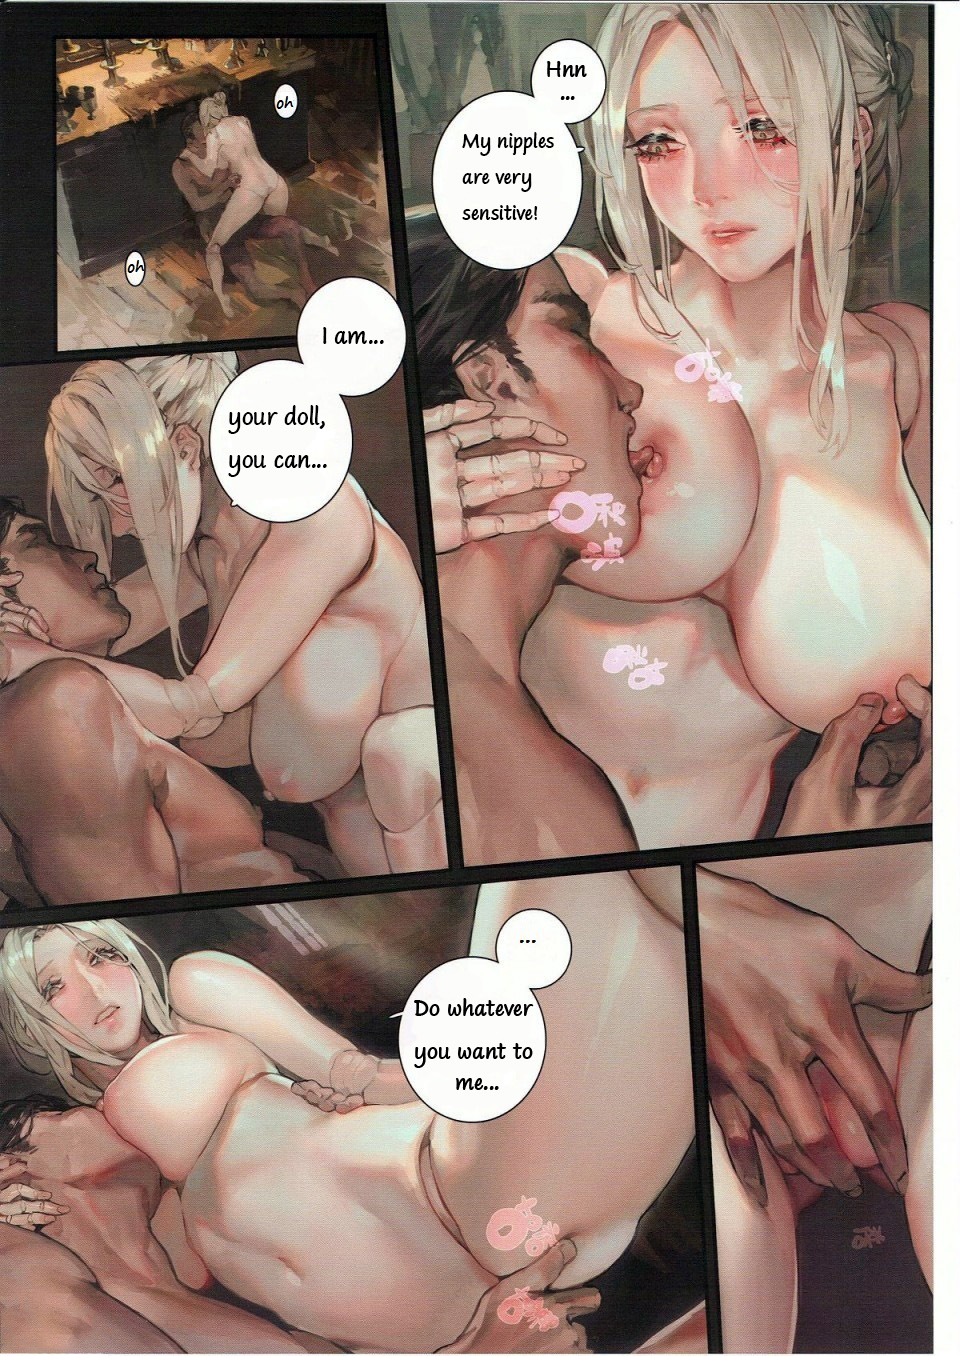 oh
oh
Hnn
...
My nipples
are very
sensitive!
I am...
your doll,
you can...
...
Do whatever
you want to
me...